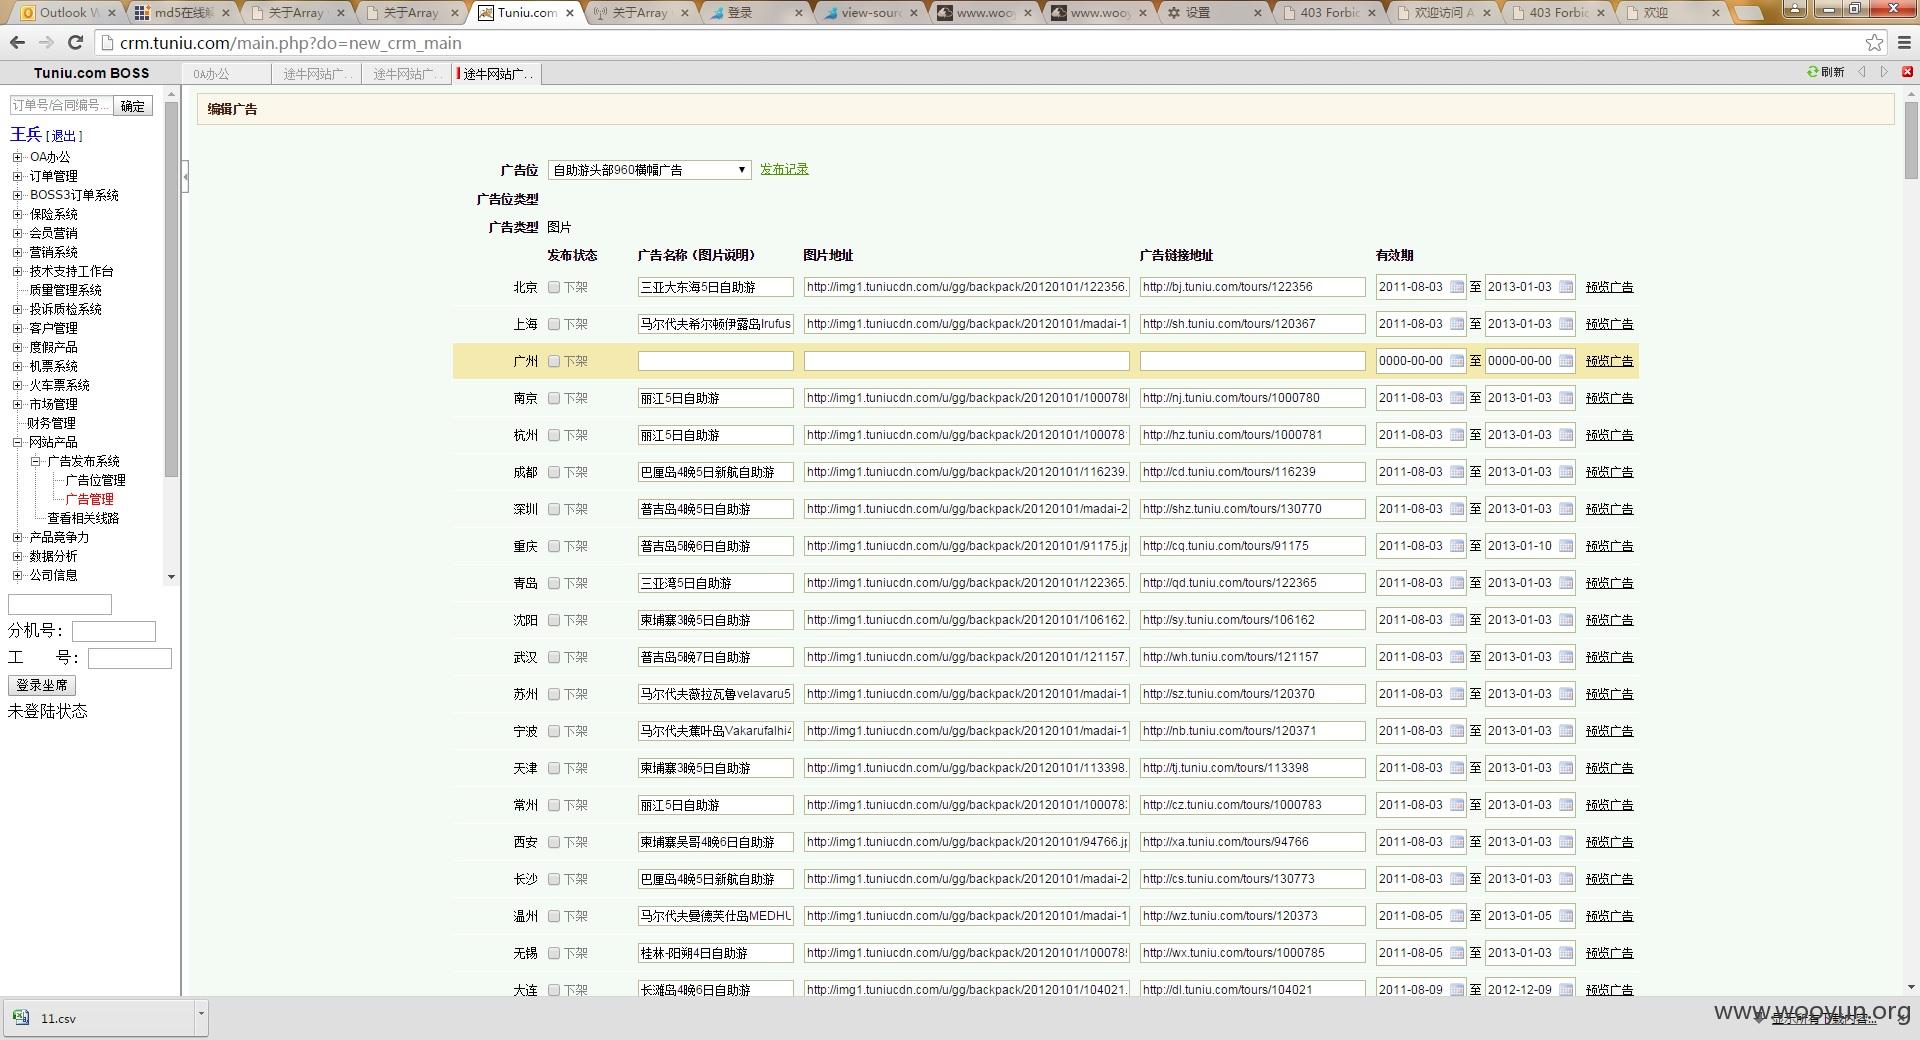 Outlook W
md5在线解
关于Array
关于Array
Tuniu.com
关于Array
登录
view-sour
www.wooy
www.wooy
设置
403 Forbid
欢迎访问 A
403 Forbid
欢迎
crm.tuniu.com/main.php?do=new_crm_main
Tuniu.com BOSS
OA办公
途牛网站广..
途牛网站广..
途牛网站广..
刷新
订单号/合同编号... 确定
王兵 [ 退出 ]
OA办公
订单管理
BOSS3订单系统
保险系统
会员营销
营销系统
技术支持工作台
质量管理系统
投诉质检系统
客户管理
度假产品
机票系统
火车票系统
市场管理
财务管理
网站产品
广告发布系统
广告位管理
广告管理
查看相关线路
产品竞争力
数据分析
公司信息
分机号:
工 号:
登录坐席
未登陆状态
编辑广告
广告位 自助游头部960横幅广告 发布记录
广告位类型
广告类型 图片
发布状态 广告名称（图片说明） 图片地址 广告链接地址 有效期
北京 下架 三亚大东海5日自助游 http://img1.tuniucdn.com/u/gg/backpack/20120101/122356. http://bj.tuniu.com/tours/122356 2011-08-03 至 2013-01-03 预览广告
上海 下架 马尔代夫希尔顿伊露岛Irufus http://img1.tuniucdn.com/u/gg/backpack/20120101/madai-1 http://sh.tuniu.com/tours/120367 2011-08-03 至 2013-01-03 预览广告
广州 下架 0000-00-00 至 0000-00-00 预览广告
南京 下架 丽江5日自助游 http://img1.tuniucdn.com/u/gg/backpack/20120101/1000780 http://nj.tuniu.com/tours/1000780 2011-08-03 至 2013-01-03 预览广告
杭州 下架 丽江5日自助游 http://img1.tuniucdn.com/u/gg/backpack/20120101/100078 http://hz.tuniu.com/tours/1000781 2011-08-03 至 2013-01-03 预览广告
成都 下架 巴厘岛4晚5日新航自助游 http://img1.tuniucdn.com/u/gg/backpack/20120101/116239. http://cd.tuniu.com/tours/116239 2011-08-03 至 2013-01-03 预览广告
深圳 下架 普吉岛4晚5日自助游 http://img1.tuniucdn.com/u/gg/backpack/20120101/madai-2 http://shz.tuniu.com/tours/130770 2011-08-03 至 2013-01-03 预览广告
重庆 下架 普吉岛5晚6日自助游 http://img1.tuniucdn.com/u/gg/backpack/20120101/91175.jp http://cq.tuniu.com/tours/91175 2011-08-03 至 2013-01-10 预览广告
青岛 下架 三亚湾5日自助游 http://img1.tuniucdn.com/u/gg/backpack/20120101/122365. http://qd.tuniu.com/tours/122365 2011-08-03 至 2013-01-03 预览广告
沈阳 下架 柬埔寨3晚5日自助游 http://img1.tuniucdn.com/u/gg/backpack/20120101/106162. http://sy.tuniu.com/tours/106162 2011-08-03 至 2013-01-03 预览广告
武汉 下架 普吉岛5晚7日自助游 http://img1.tuniucdn.com/u/gg/backpack/20120101/121157. http://wh.tuniu.com/tours/121157 2011-08-03 至 2013-01-03 预览广告
苏州 下架 马尔代夫薇拉瓦鲁velavaru5 http://img1.tuniucdn.com/u/gg/backpack/20120101/madai-1 http://sz.tuniu.com/tours/120370 2011-08-03 至 2013-01-03 预览广告
宁波 下架 马尔代夫蕉叶岛Vakarufalhi4 http://img1.tuniucdn.com/u/gg/backpack/20120101/madai-1 http://nb.tuniu.com/tours/120371 2011-08-03 至 2013-01-03 预览广告
天津 下架 柬埔寨3晚5日自助游 http://img1.tuniucdn.com/u/gg/backpack/20120101/113398. http://tj.tuniu.com/tours/113398 2011-08-03 至 2013-01-03 预览广告
常州 下架 丽江5日自助游 http://img1.tuniucdn.com/u/gg/backpack/20120101/100078 http://cz.tuniu.com/tours/1000783 2011-08-03 至 2013-01-03 预览广告
西安 下架 柬埔寨吴哥4晚6日自助游 http://img1.tuniucdn.com/u/gg/backpack/20120101/94766.jp http://xa.tuniu.com/tours/94766 2011-08-03 至 2013-01-03 预览广告
长沙 下架 巴厘岛4晚5日新航自助游 http://img1.tuniucdn.com/u/gg/backpack/20120101/madai-2 http://cs.tuniu.com/tours/130773 2011-08-03 至 2013-01-03 预览广告
温州 下架 马尔代夫曼德芙仕岛MEDHU http://img1.tuniucdn.com/u/gg/backpack/20120101/madai-1 http://wz.tuniu.com/tours/120373 2011-08-05 至 2013-01-05 预览广告
无锡 下架 桂林-阳朔4日自助游 http://img1.tuniucdn.com/u/gg/backpack/20120101/100078 http://wx.tuniu.com/tours/1000785 2011-08-05 至 2013-01-03 预览广告
大连 下架 长滩岛4晚6日自助游 http://img1.tuniucdn.com/u/gg/backpack/20120101/104021. http://dl.tuniu.com/tours/104021 2011-08-09 至 2012-12-09 预览广告
11.csv
显示所有下载内容...
www.wooyun.org